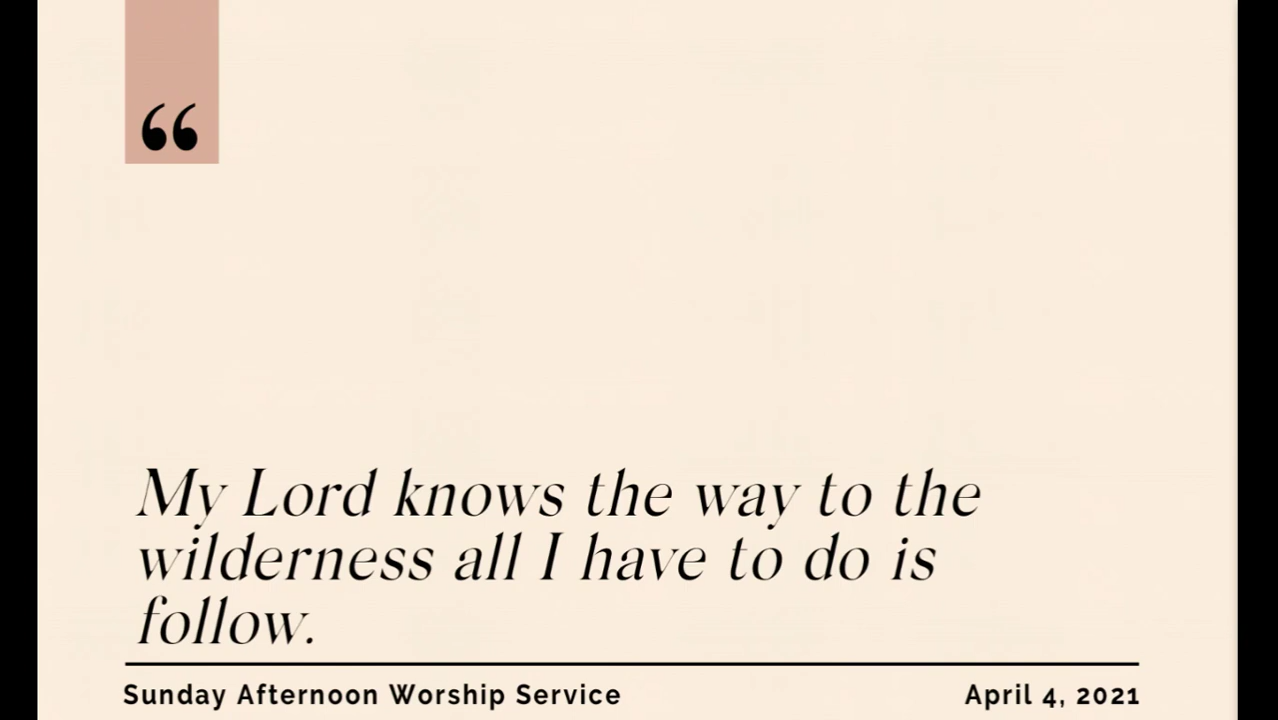 “
My Lord knows the way to the
wilderness all I have to do is
follow.
Sunday Afternoon Worship Service
April 4, 2021